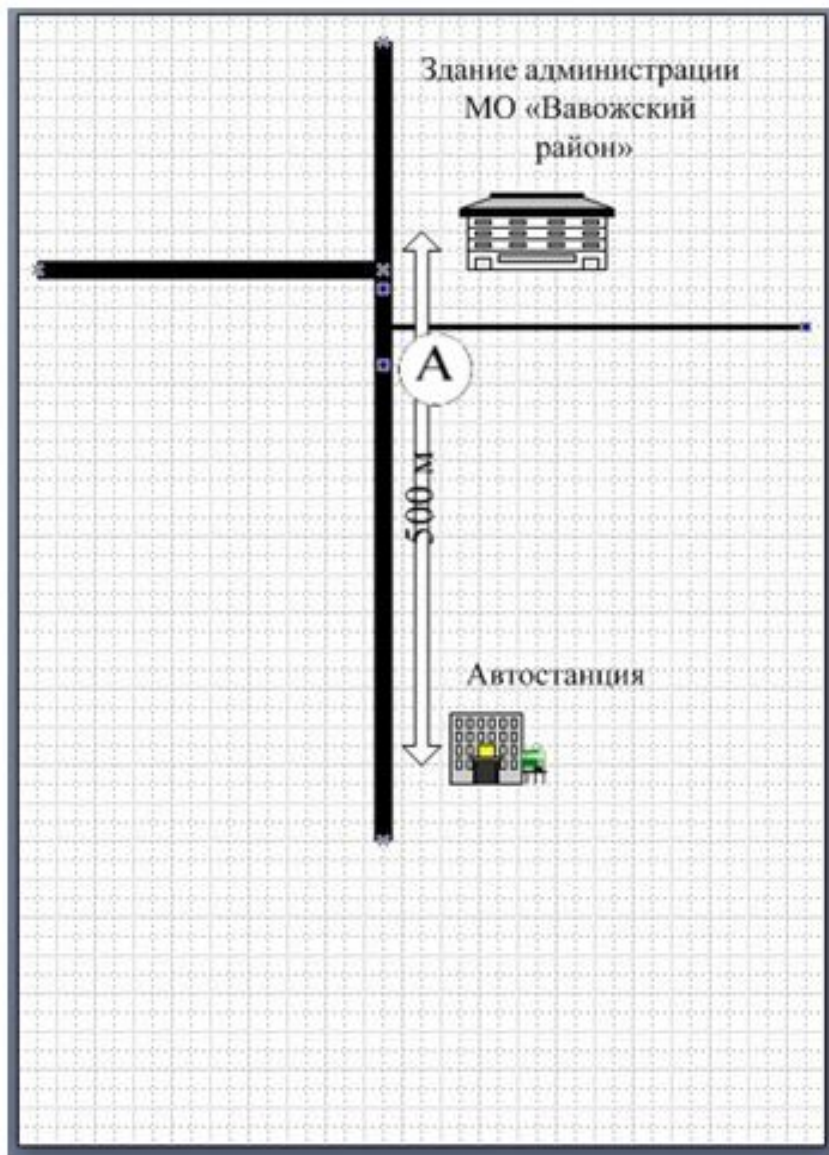 Здание администрации
МО «Вавожский
район»
А
500 м
Автостанция